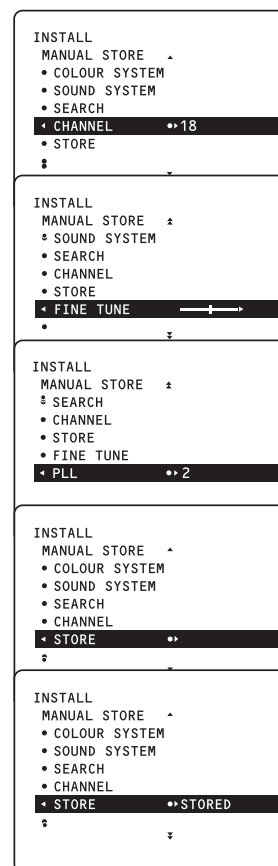 INSTALL
MANUAL STORE
• COLOUR SYSTEM
• SOUND SYSTEM
• SEARCH
CHANNEL 18
• STORE
INSTALL
MANUAL STORE
SOUND SYSTEM
• SEARCH
• CHANNEL
• STORE
FINE TUNE
INSTALL
MANUAL STORE
SEARCH
• CHANNEL
• STORE
• FINE TUNE
PLL 2
INSTALL
MANUAL STORE
• COLOUR SYSTEM
• SOUND SYSTEM
• SEARCH
• CHANNEL
STORE
INSTALL
MANUAL STORE
• COLOUR SYSTEM
• SOUND SYSTEM
• SEARCH
• CHANNEL
STORE STORED